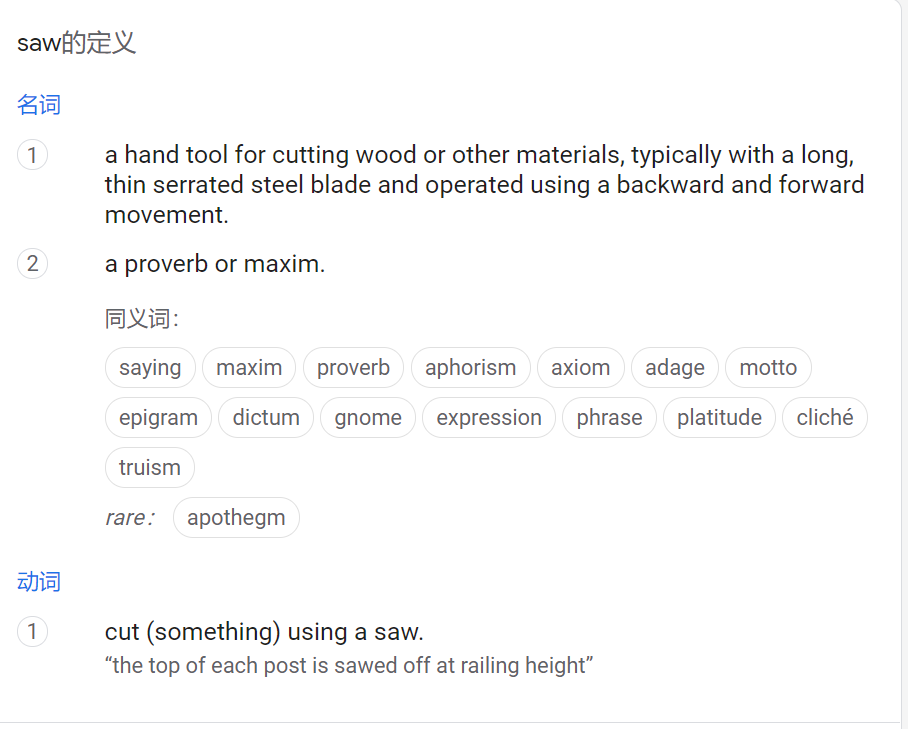 saw的定义
名词
1 a hand tool for cutting wood or other materials, typically with a long,
thin serrated steel blade and operated using a backward and forward
movement.
2 a proverb or maxim.
同义词：
saying maxim proverb aphorism axiom adage motto
epigram dictum gnome expression phrase platitude cliché
truism
rare： apothegm
动词
1 cut (something) using a saw.
“the top of each post is sawed off at railing height”